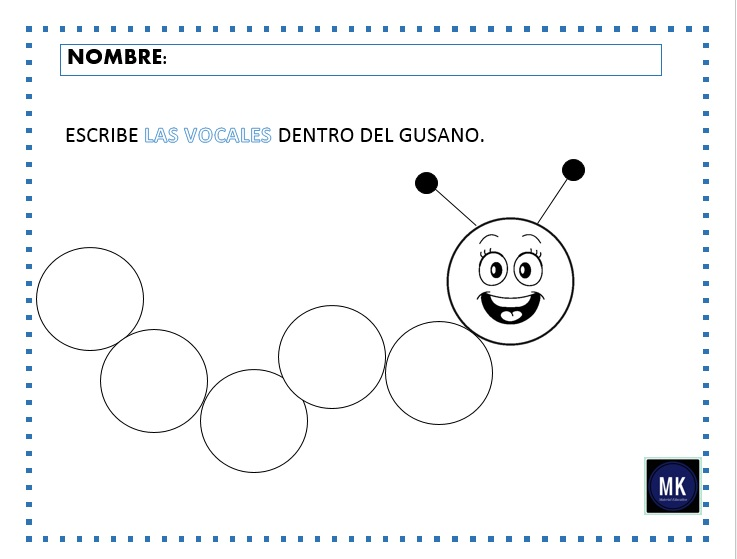 NOMBRE:
ESCRIBE LAS VOCALES DENTRO DEL GUSANO.
MK